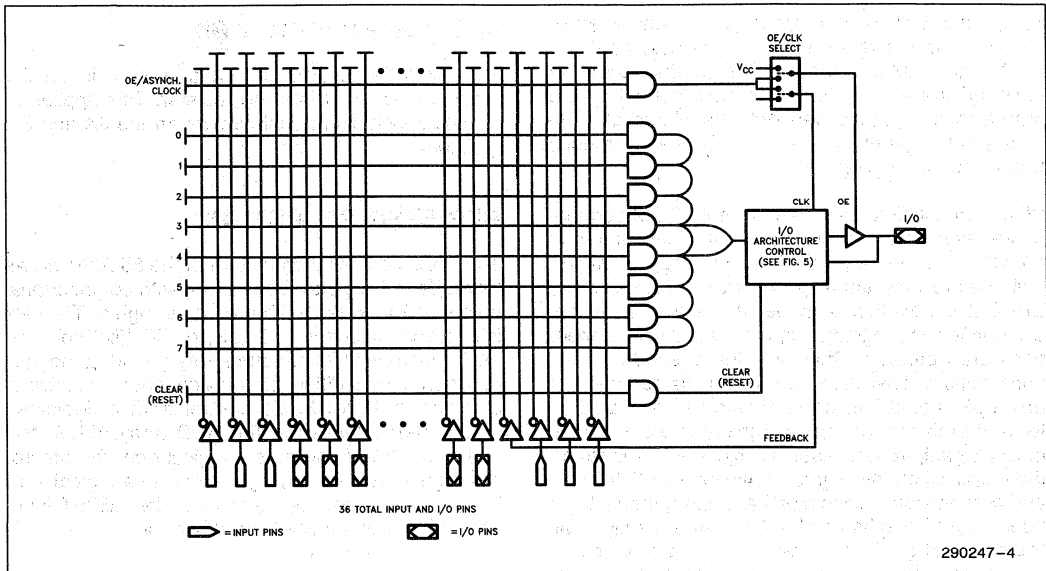 OE/CLK
SELECT
VCC
OE/ASYNCH.
CLOCK
• • •
0
1
2
3
4
5
6
7
CLK
OE
I/O
I/O
ARCHITECTURE
CONTROL
(SEE FIG. 5)
CLEAR
(RESET)
CLEAR
(RESET)
• • •
FEEDBACK
36 TOTAL INPUT AND I/O PINS
= INPUT PINS
= I/O PINS
290247-4